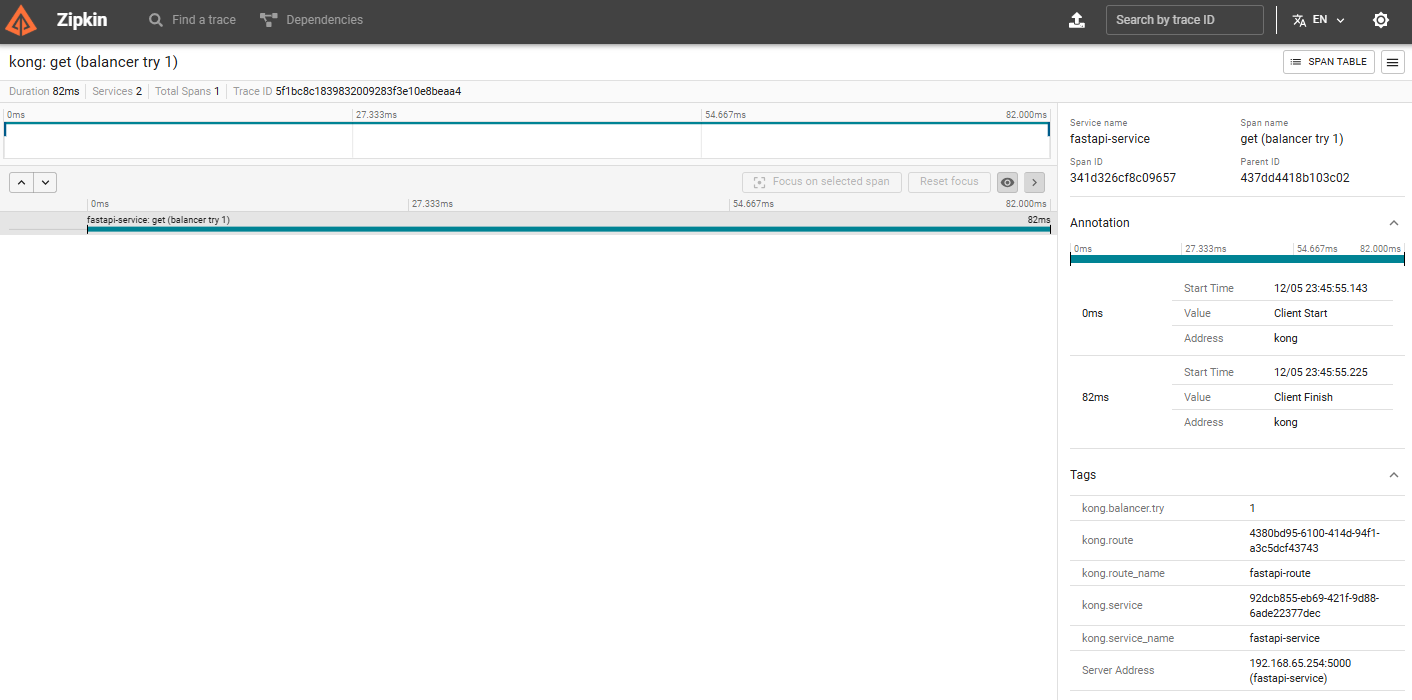 Zipkin Find a trace Dependencies Search by trace ID EN
kong: get (balancer try 1) SPAN TABLE
Duration 82ms Services 2 Total Spans 1 Trace ID 5f1bc8c1839832009283f3e10e8beaa4
0ms 27.333ms 54.667ms 82.000ms
Focus on selected span Reset focus
0ms 27.333ms 54.667ms 82.000ms
fastapi-service: get (balancer try 1) 82ms
Service name Span name
fastapi-service get (balancer try 1)
Span ID Parent ID
341d326cf8c09657 437dd4418b103c02
Annotation
0ms 27.333ms 54.667ms 82.000ms
Start Time 12/05 23:45:55.143
0ms Value Client Start
Address kong
Start Time 12/05 23:45:55.225
82ms Value Client Finish
Address kong
Tags
kong.balancer.try 1
kong.route 4380bd95-6100-414d-94f1-
a3c5dcf43743
kong.route_name fastapi-route
kong.service 92dcb855-eb69-421f-9d88-
6ade22377dec
kong.service_name fastapi-service
Server Address 192.168.65.254:5000
(fastapi-service)